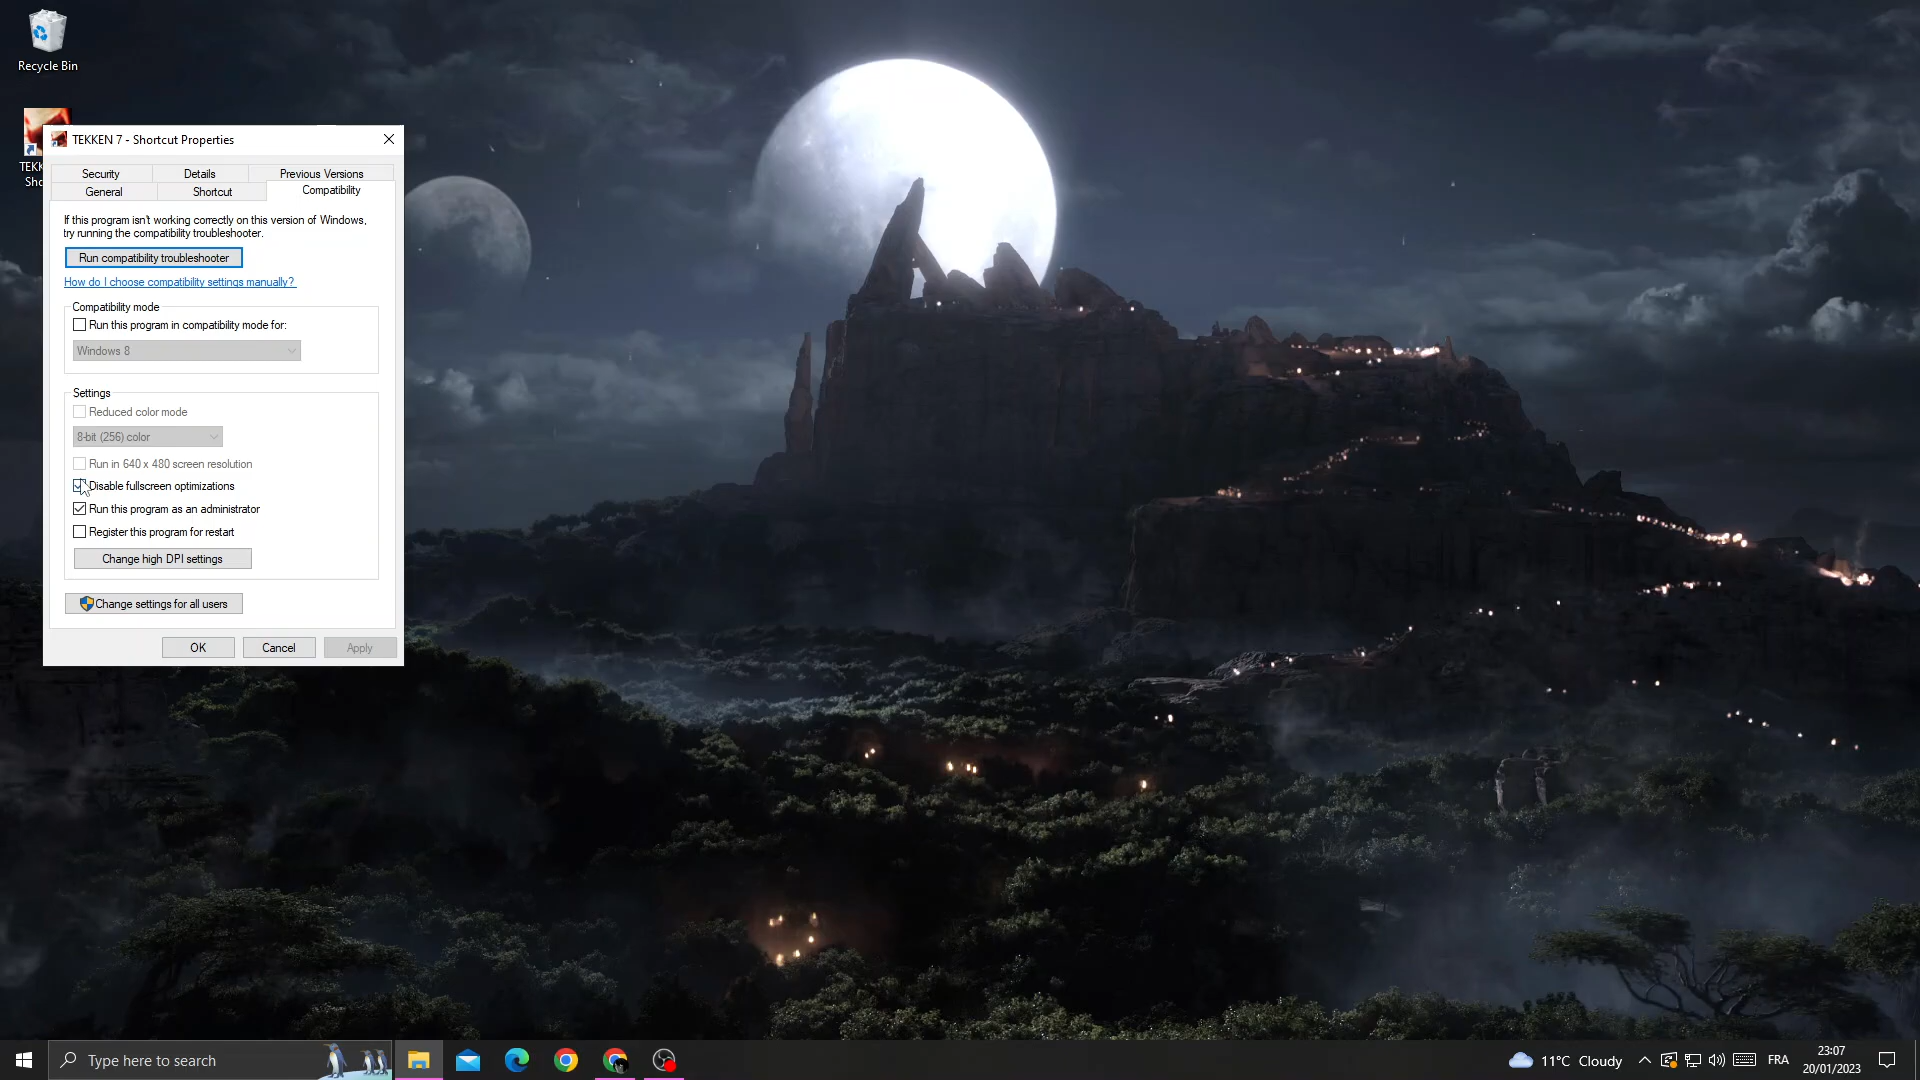 Recycle Bin
TEKKEN 7 - Shortcut Properties
Security
Details
Previous Versions
General
Shortcut
Compatibility
If this program isn't working correctly on this version of Windows,
try running the compatibility troubleshooter.
Run compatibility troubleshooter
How do I choose compatibility settings manually?
Compatibility mode
Run this program in compatibility mode for:
Windows 8
Settings
Reduced color mode
8-bit (256) color
Run in 640 x 480 screen resolution
Disable fullscreen optimizations
Run this program as an administrator
Register this program for restart
Change high DPI settings
Change settings for all users
OK
Cancel
Apply
Type here to search
11°C Cloudy
FRA
23:07
20/01/2023